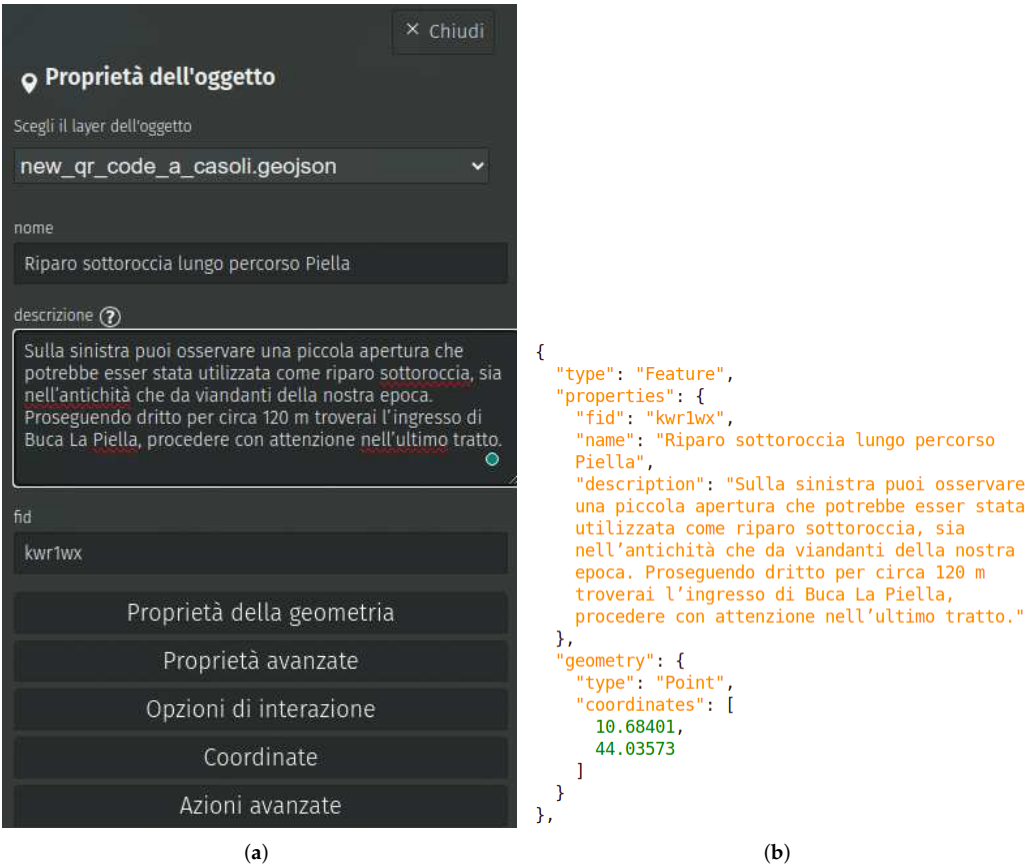 × Chiudi
Proprietà dell'oggetto
Scegli il layer dell'oggetto
new_qr_code_a_casoli.geojson
nome
Riparo sottoroccia lungo percorso Piella
descrizione ?
Sulla sinistra puoi osservare una piccola apertura che
potrebbe esser stata utilizzata come riparo sottoroccia, sia
nell'antichità che da viandanti della nostra epoca.
Proseguendo dritto per circa 120 m troverai l'ingresso di
Buca La Piella, procedere con attenzione nell'ultimo tratto.
fid
kwr1wx
Proprietà della geometria
Proprietà avanzate
Opzioni di interazione
Coordinate
Azioni avanzate
(a)
{
"type": "Feature",
"properties": {
"fid": "kwr1wx",
"name": "Riparo sottoroccia lungo percorso
Piella",
"description": "Sulla sinistra puoi osservare
una piccola apertura che potrebbe esser stata
utilizzata come riparo sottoroccia, sia
nell’antichità che da viandanti della nostra
epoca. Proseguendo dritto per circa 120 m
troverai l’ingresso di Buca La Piella,
procedere con attenzione nell’ultimo tratto."
},
"geometry": {
"type": "Point",
"coordinates": [
10.68401,
44.03573
]
}
},
(b)